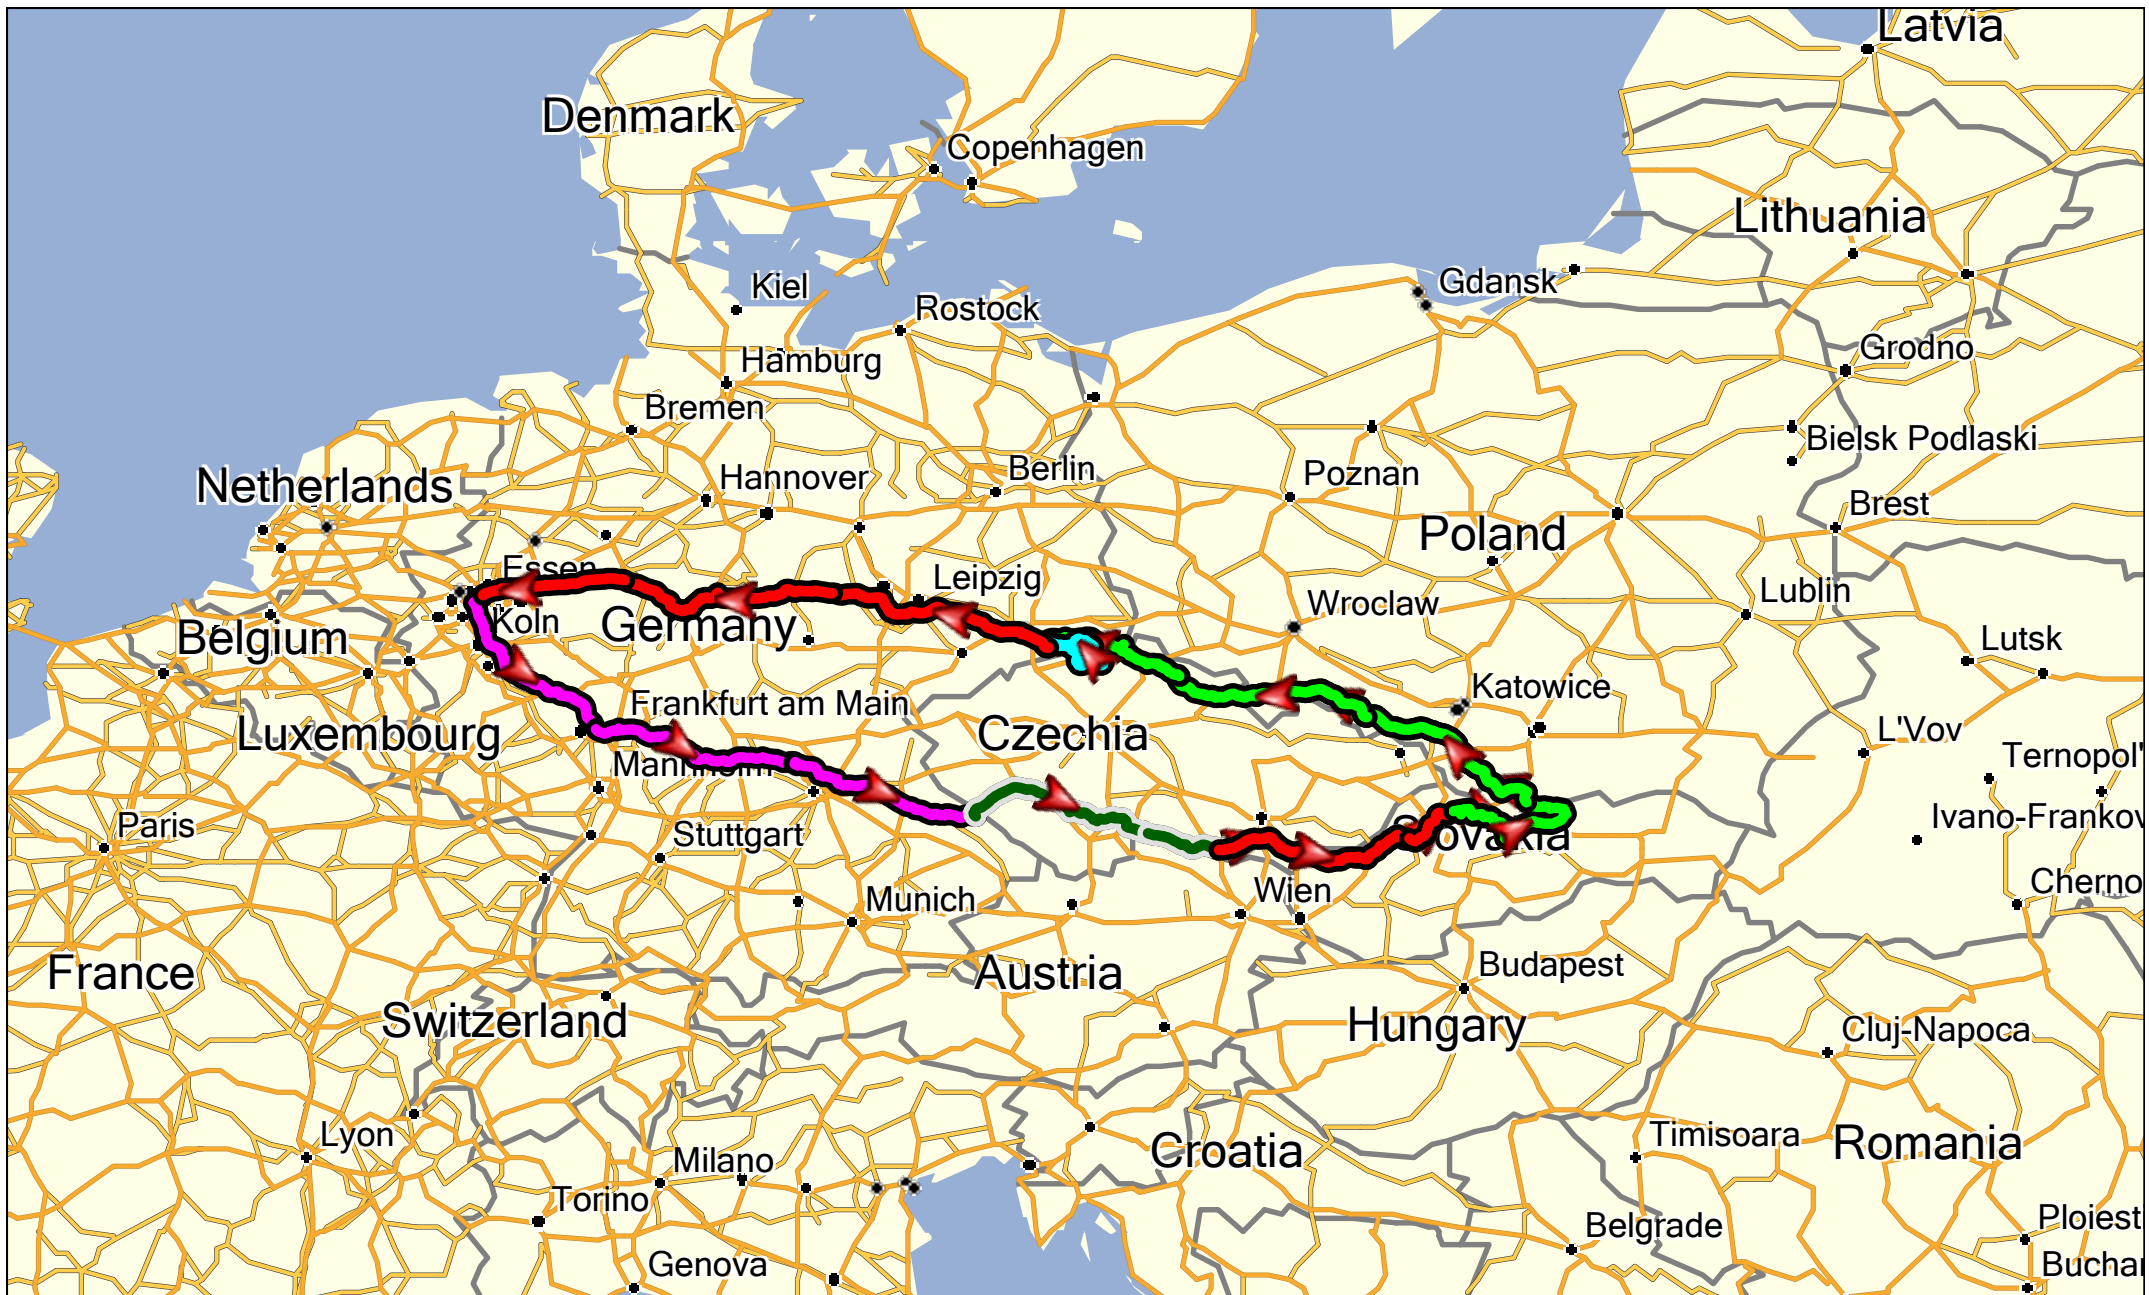 Latvia
Denmark
Copenhagen
Lithuania
Kiel
Gdansk
Rostock
Grodno
Hamburg
Bremen
Bielsk Podlaski
Netherlands
Hannover
Berlin
Poznan
Brest
Poland
Essen
Leipzig
Lublin
Wroclaw
Koln
Germany
Belgium
Lutsk
Katowice
Frankfurt am Main
L'Vov
Luxembourg
Czechia
Ternopol'
Mannheim
Paris
Ivano-Frankov
Stuttgart
Slovakia
Wien
Cherno
Munich
France
Austria
Budapest
Switzerland
Hungary
Cluj-Napoca
Lyon
Timisoara
Romania
Croatia
Milano
Torino
Belgrade
Ploiest
Genova
Buchar